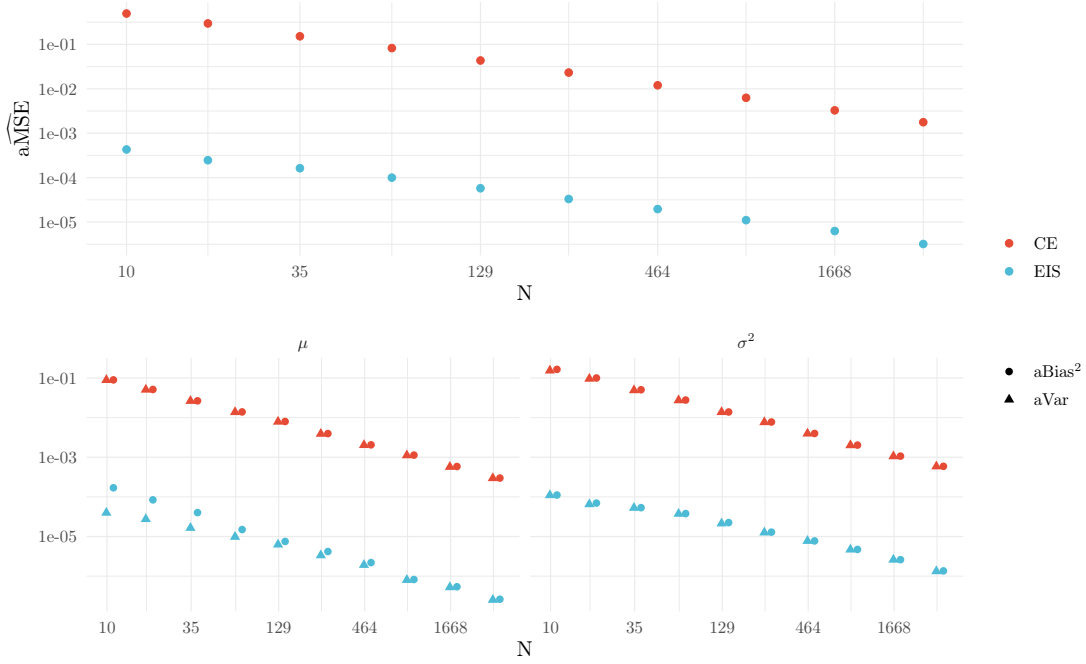 1e-01
1e-02
1e-03
1e-04
1e-05
aMSE
10 35 129 464 1668
N
CE
EIS
μ σ²
1e-01
1e-03
1e-05
aBias²
aVar
10 35 129 464 1668 10 35 129 464 1668
N